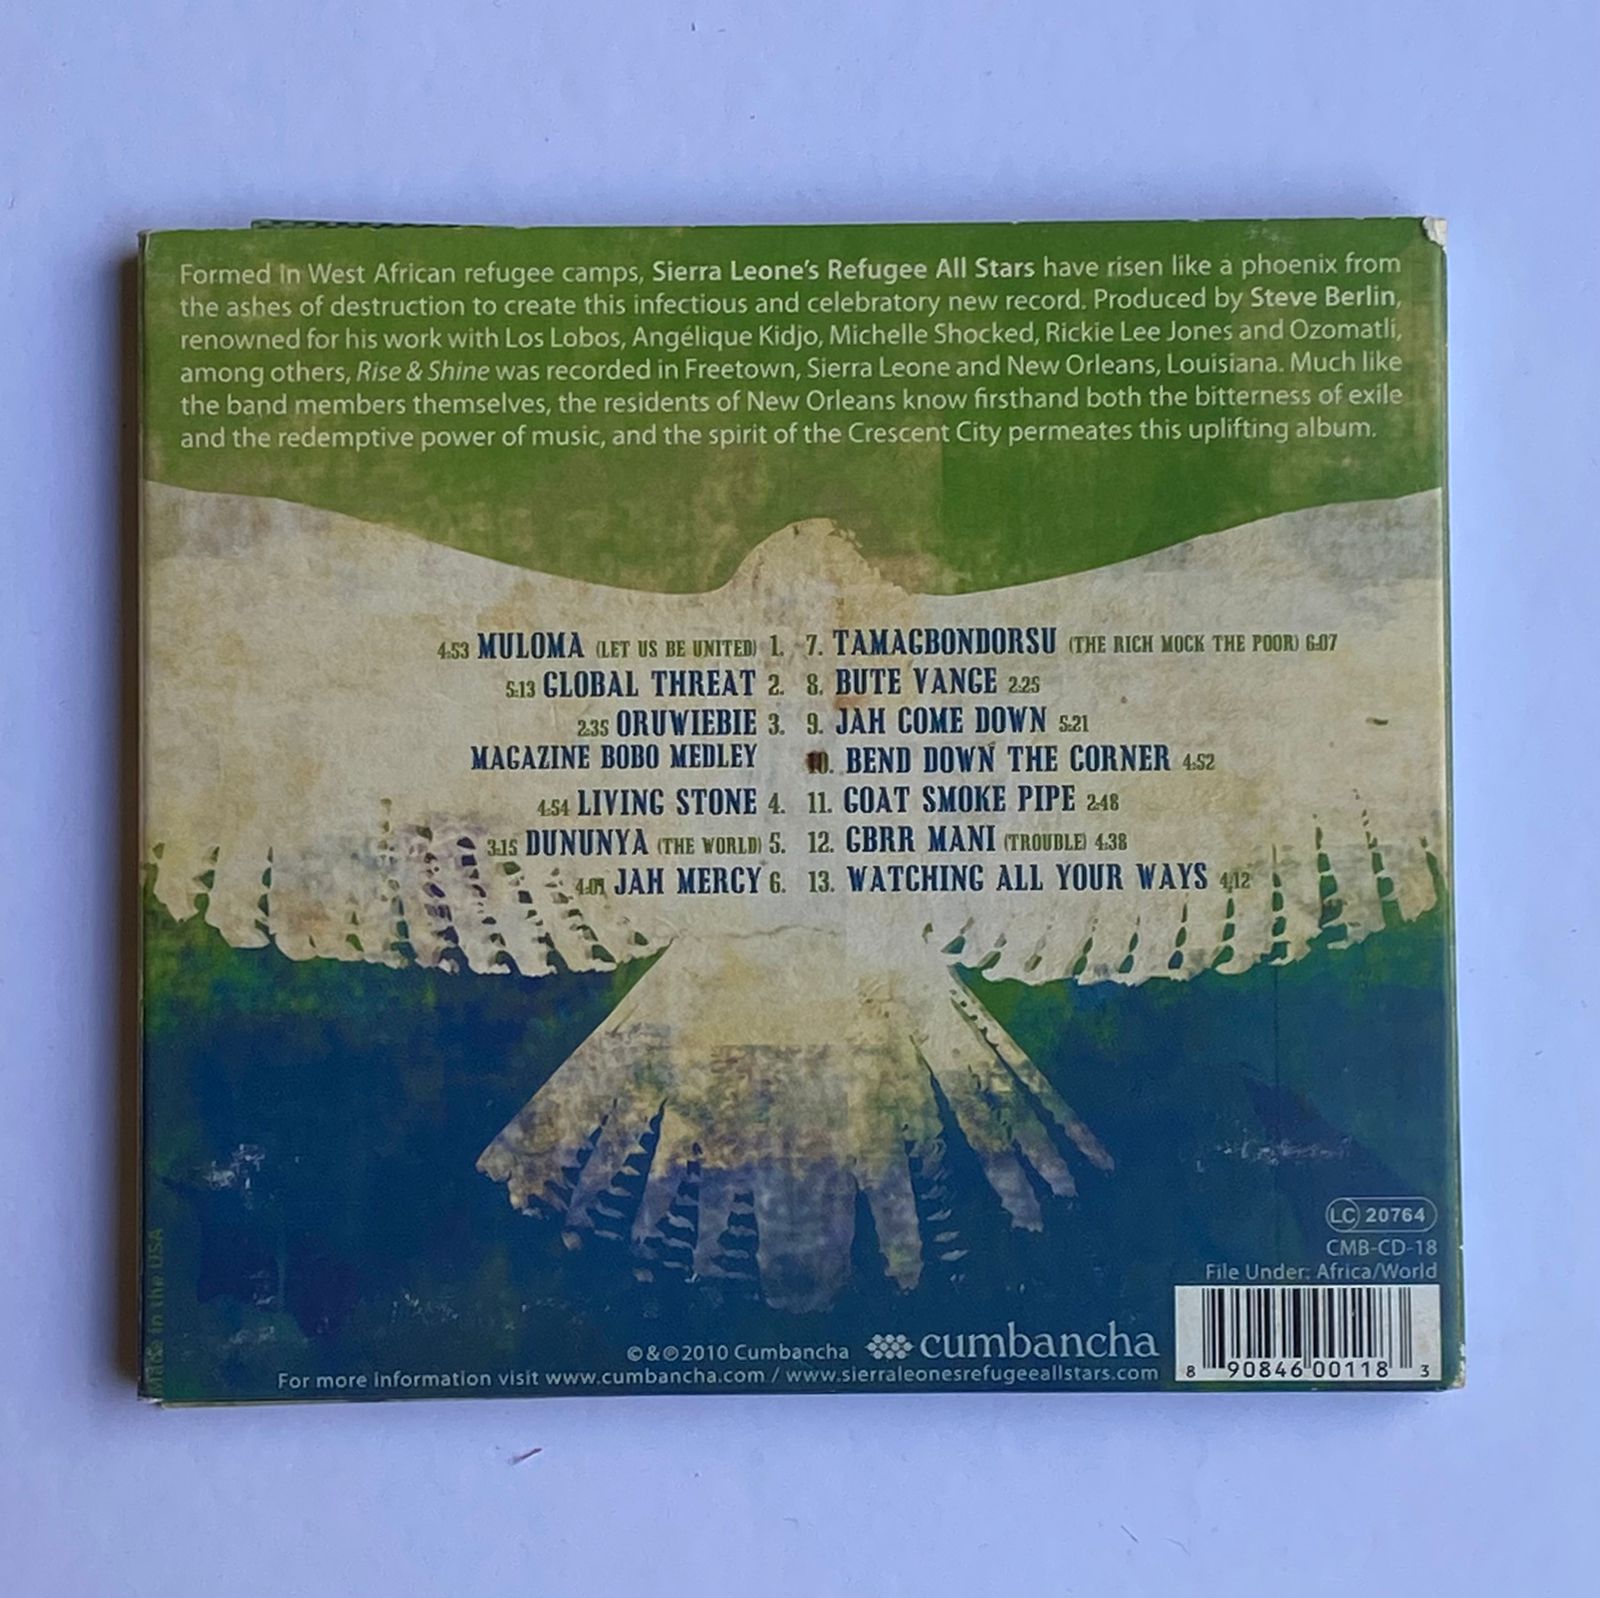 Formed in West African refugee camps, Sierra Leone's Refugee All Stars have risen like a phoenix from
the ashes of destruction to create this infectious and celebratory new record. Produced by Steve Berlin,
renowned for his work with Los Lobos, Angélique Kidjo, Michelle Shocked, Rickie Lee Jones and Ozomatli,
among others, Rise & Shine was recorded in Freetown, Sierra Leone and New Orleans, Louisiana. Much like
the band members themselves, the residents of New Orleans know firsthand both the bitterness of exile
and the redemptive power of music, and the spirit of the Crescent City permeates this uplifting album.
4:53 MULOMA (LET US BE UNITED) 1.
5:13 GLOBAL THREAT 2.
2:35 ORUWIEBIE 3.
MAGAZINE BOBO MEDLEY
4:54 LIVING STONE 4.
3:15 DUNUNYA (THE WORLD) 5.
JAH MERCY 6.
7. TAMAGBONDORSU (THE RICH MOCK THE POOR) 6:07
8. BUTE VANGE 2:25
9. JAH COME DOWN 5:21
10. BEND DOWN THE CORNER 4:52
11. GOAT SMOKE PIPE 2:48
12. GBRR MANI (TROUBLE) 4:38
13. WATCHING ALL YOUR WAYS 4:12
Made in the USA
LC 20764
CMB-CD-18
File Under: Africa/World
© & ℗ 2010 Cumbancha
cumbancha
For more information visit www.cumbancha.com / www.sierraleonesrefugeeallstars.com
8 90846 00118 3